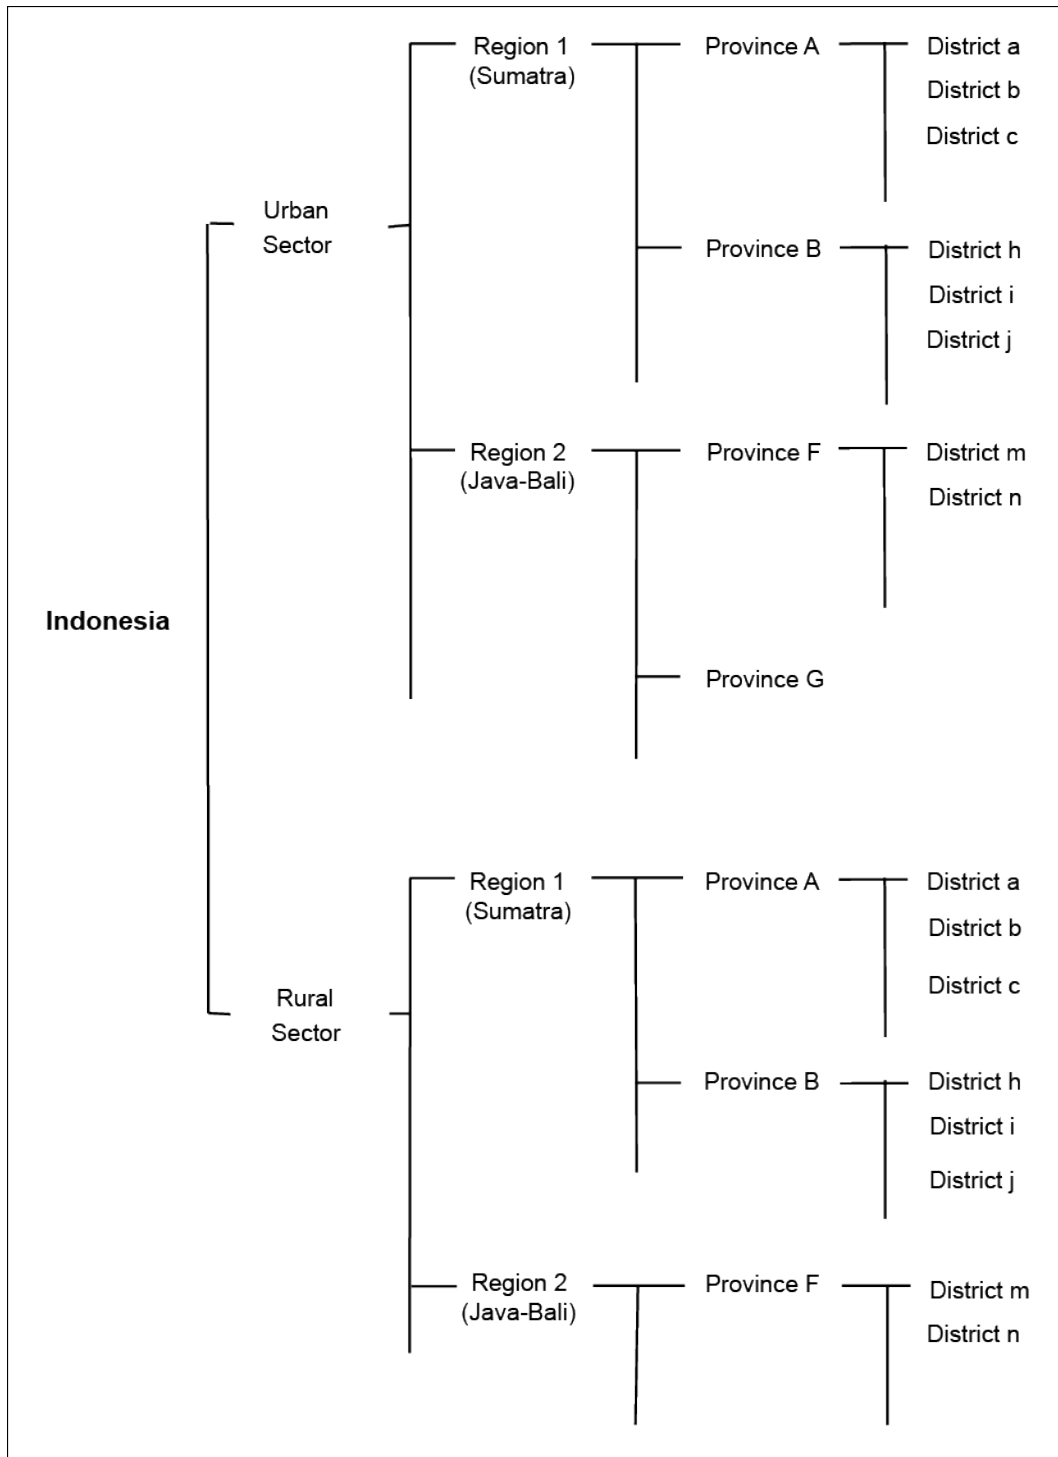 Region 1
(Sumatra)
Province A
District a
District b
District c
Urban
Sector
Province B
District h
District i
District j
Region 2
(Java-Bali)
Province F
District m
District n
Indonesia
Province G
Region 1
(Sumatra)
Province A
District a
District b
District c
Rural
Sector
Province B
District h
District i
District j
Region 2
(Java-Bali)
Province F
District m
District n